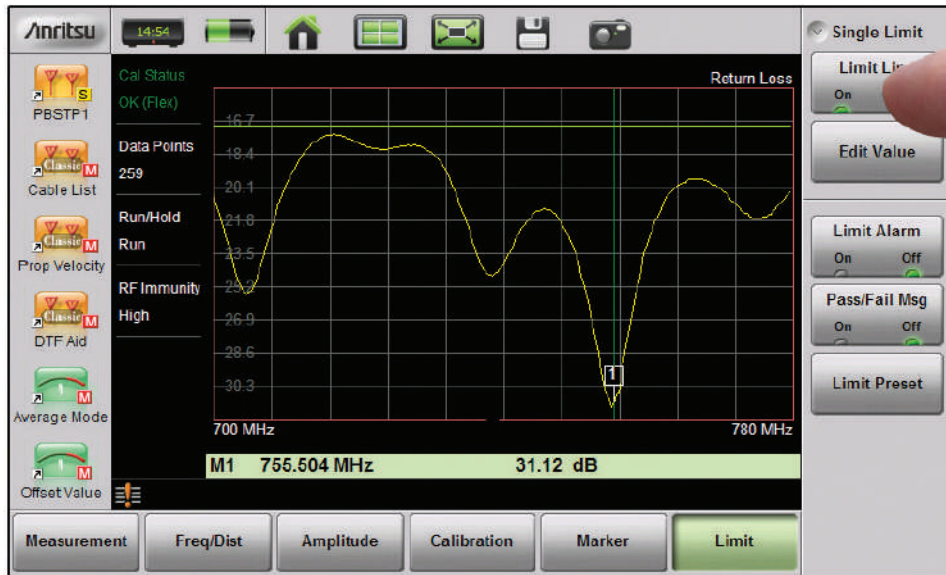 Anritsu
14:54
PBSTP1
S
Classic
M
Cable List
Classic
M
Prop Velocity
Classic
M
DTF Aid
M
Average Mode
M
Offset Value
Cal Status
OK (Flex)
Data Points
259
Run/Hold
Run
RF Immunity
High
Return Loss
16.7
18.4
20.1
21.8
23.5
26.9
28.6
30.3
1
700 MHz
780 MHz
M1 755.504 MHz 31.12 dB
Single Limit
Limit
On
Edit Value
Limit Alarm
On Off
Pass/Fail Msg
On Off
Limit Preset
Measurement
Freq/Dist
Amplitude
Calibration
Marker
Limit